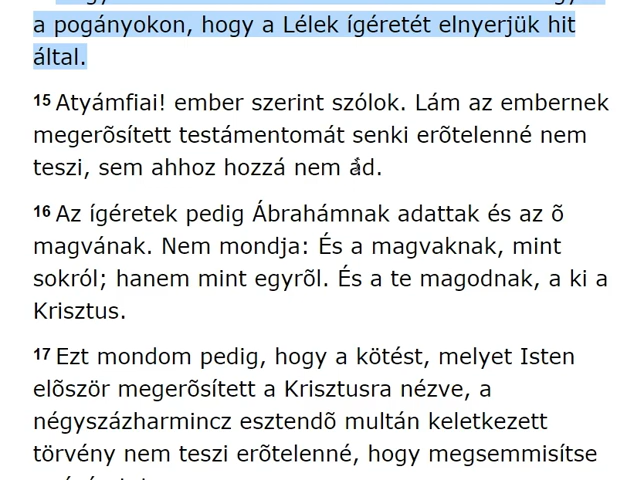 a pogányokon, hogy a Lélek ígéretét elnyerjük hit
által.
15 Atyámfiai! ember szerint szólok. Lám az embernek
megerõsített testámentomát senki erõtelenné nem
teszi, sem ahhoz hozzá nem ád.
16 Az ígéretek pedig Ábrahámnak adattak és az õ
magvának. Nem mondja: És a magvaknak, mint
sokról; hanem mint egyrõl. És a te magodnak, a ki a
Krisztus.
17 Ezt mondom pedig, hogy a kötést, melyet Isten
elõször megerõsített a Krisztusra nézve, a
négyszázharmincz esztendõ multán keletkezett
törvény nem teszi erõtelenné, hogy megsemmisítse